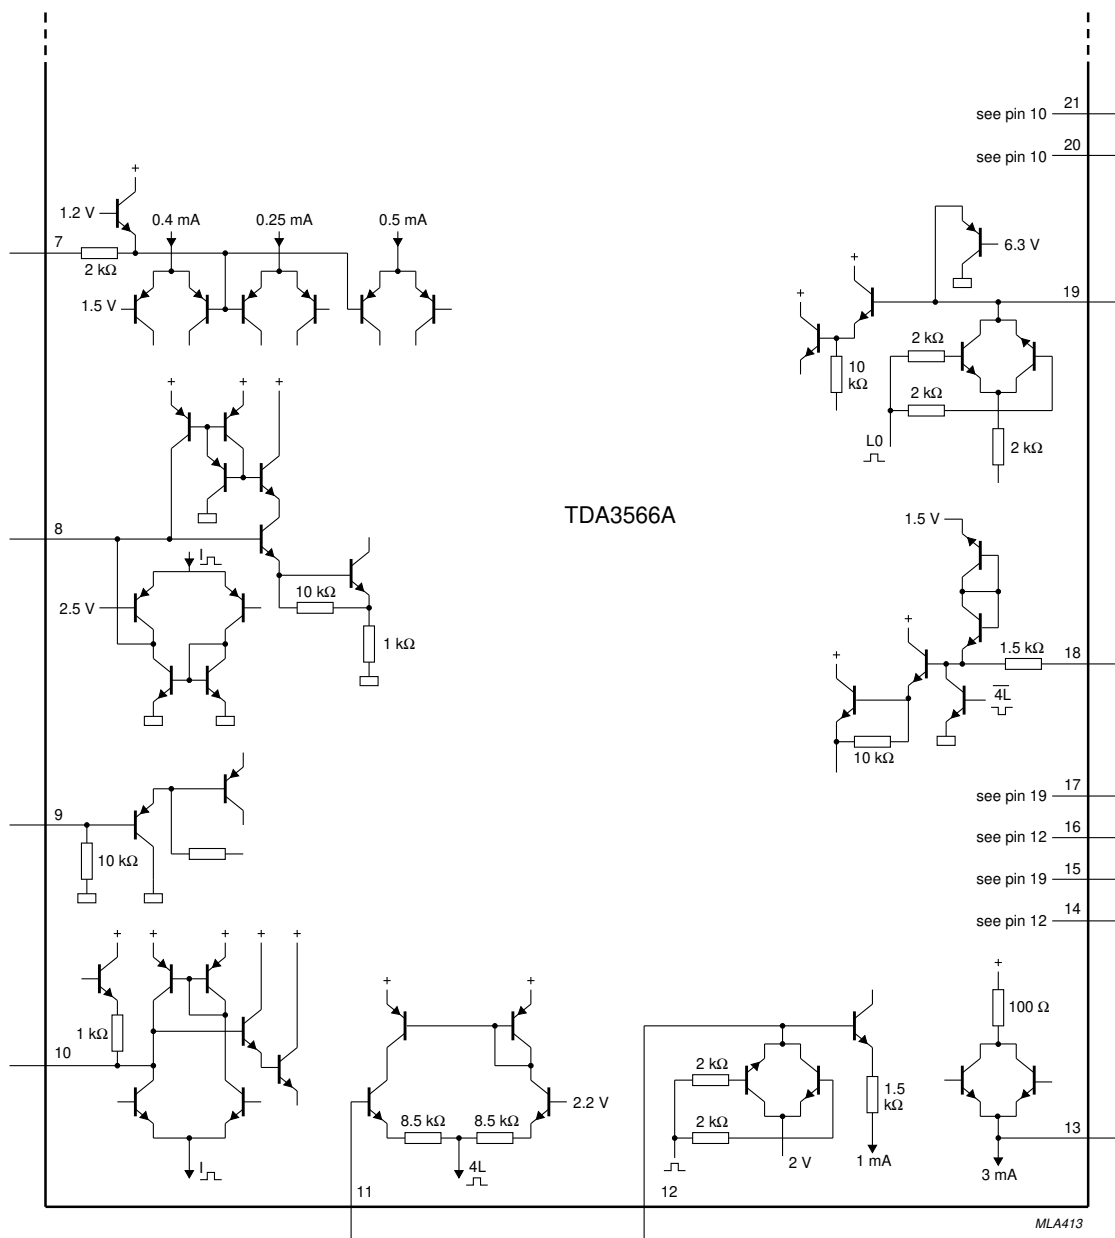 21
see pin 10
20
see pin 10
+
1.2 V
0.4 mA
0.25 mA
0.5 mA
7
2 kΩ
1.5 V
6.3 V
+
+
19
2 kΩ
10
kΩ
2 kΩ
L0
2 kΩ
+
+
+
TDA3566A
8
I
2.5 V
10 kΩ
1 kΩ
1.5 V
+
+
1.5 kΩ
18
4L
10 kΩ
9
10 kΩ
see pin 19
17
see pin 12
16
see pin 19
15
see pin 12
14
+
+
+
+
+
1 kΩ
10
I
+
+
2.2 V
8.5 kΩ
8.5 kΩ
4L
11
2 kΩ
2 kΩ
2 V
1.5
kΩ
1 mA
12
+
100 Ω
13
3 mA
MLA413